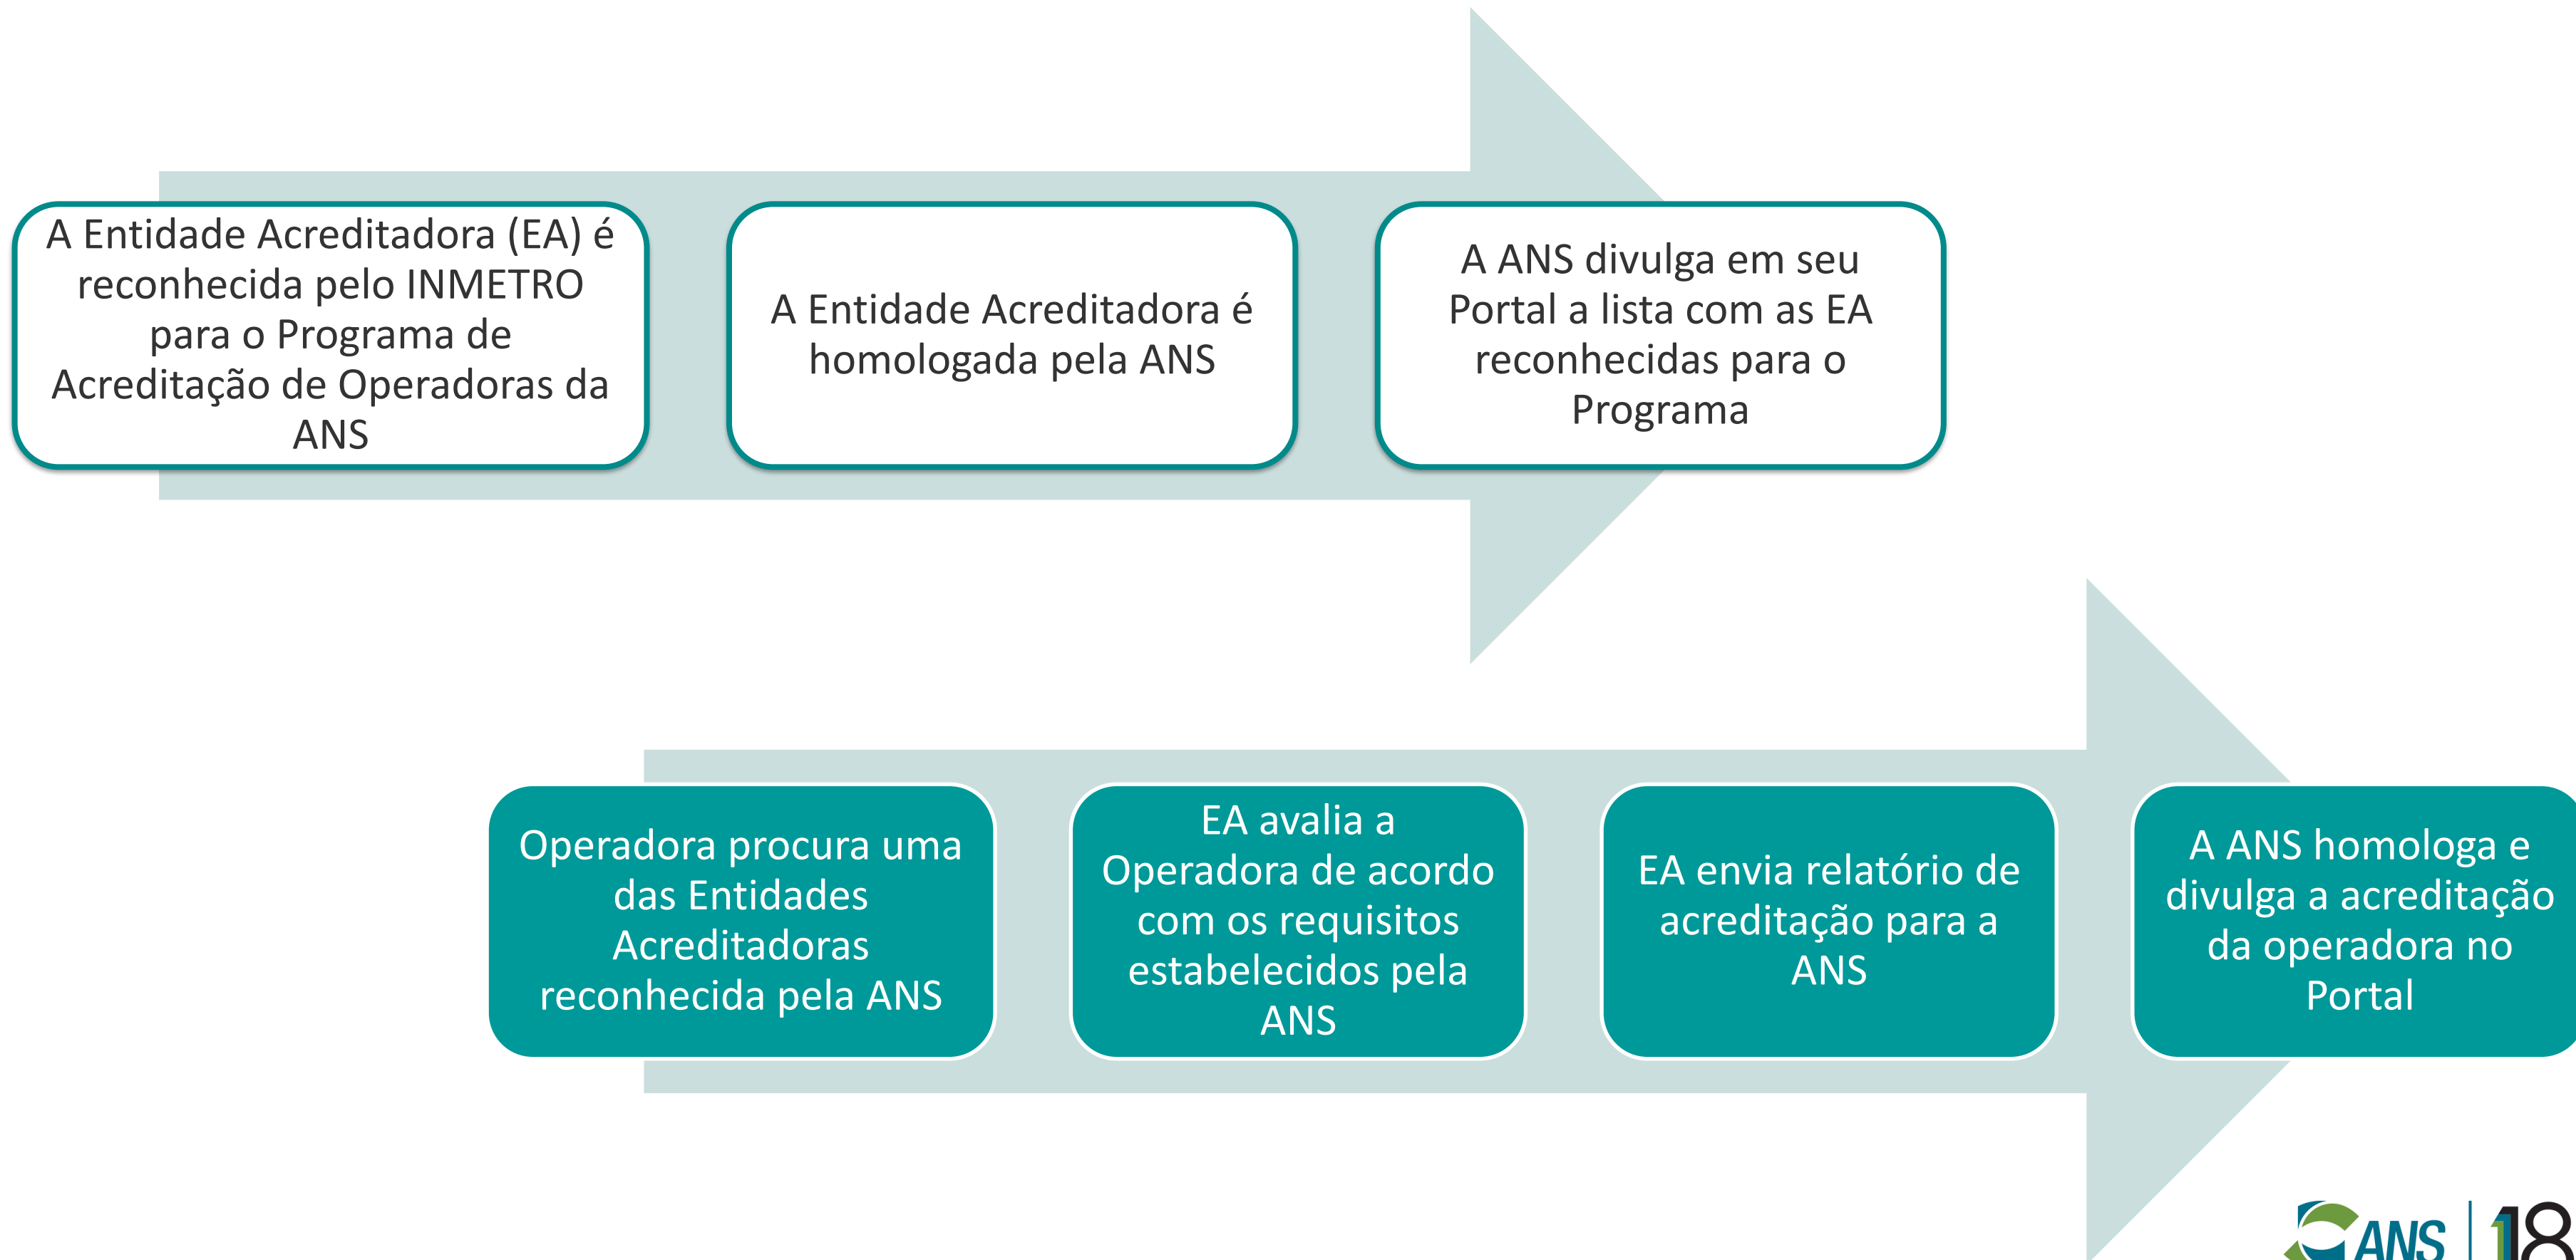 A Entidade Acreditadora (EA) é
reconhecida pelo INMETRO
para o Programa de
Acreditação de Operadoras da
ANS
A Entidade Acreditadora é
homologada pela ANS
A ANS divulga em seu
Portal a lista com as EA
reconhecidas para o
Programa
Operadora procura uma
das Entidades
Acreditadoras
reconhecida pela ANS
EA avalia a
Operadora de acordo
com os requisitos
estabelecidos pela
ANS
EA envia relatório de
acreditação para a
ANS
A ANS homologa e
divulga a acreditação
da operadora no
Portal
ANS 18